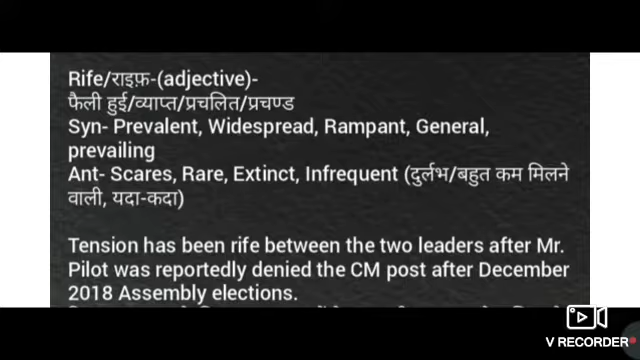 Rife/राइफ़-(adjective)-
फैली हुई/व्याप्त/प्रचलित/प्रचण्ड
Syn- Prevalent, Widespread, Rampant, General,
prevailing
Ant- Scares, Rare, Extinct, Infrequent (दुर्लभ/बहुत कम मिलने
वाली, यदा-कदा)
Tension has been rife between the two leaders after Mr.
Pilot was reportedly denied the CM post after December
2018 Assembly elections.
V RECORDER